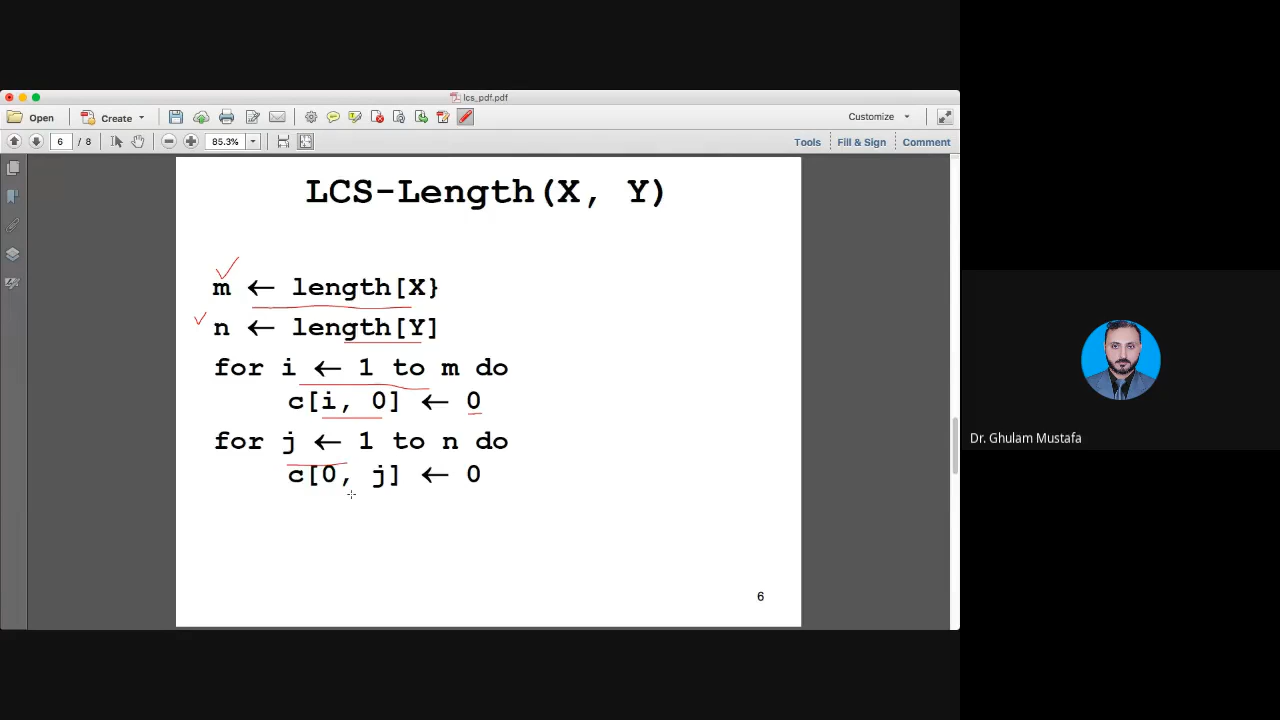 lcs_pdf.pdf
Open Create Customize
6 / 8 85.3% Tools Fill & Sign Comment
LCS-Length(X, Y)
m ← length[X}
n ← length[Y]
for i ← 1 to m do
c[i, 0] ← 0
for j ← 1 to n do
c[0, j] ← 0
6
Dr. Ghulam Mustafa